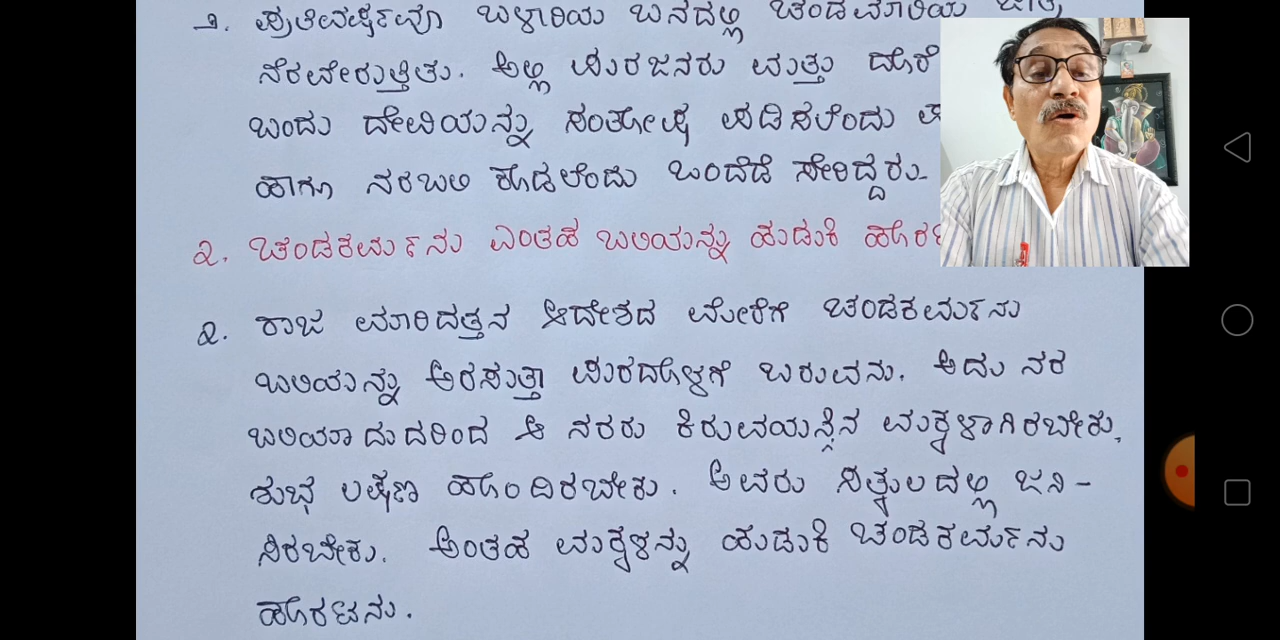 ೨. ಪ್ರತಿವರ್ಷವೂ ಬಳ್ಳಾರಿಯ ಬನದಲ್ಲಿ ಚಂಡಮಾರಿಯ ಜಾತ್ರೆ
ನೆರವೇರುತ್ತಿತು. ಅಲ್ಲಿ ಪುರಜನರು ಮತ್ತು ದೊರೆ
ಬಂದು ದೇವಿಯನ್ನು ಸಂತೋಷ ಪಡಿಸಲೆಂದು
ಹಾಗೂ ನರಬಲಿ ಕೊಡಲೆಂದು ಒಂದೆಡೆ ಸೇರಿದ್ದರು.
೨. ಚಂಡಕರ್ಮನು ಎಂತಹ ಬಲಿಯನ್ನು ಹುಡುಕಿ
೨. ರಾಜ ಮಾರಿದತ್ತನ ಆದೇಶದ ಮೇರೆಗೆ ಚಂಡಕರ್ಮನು
ಬಲಿಯನ್ನು ಅರಸುತ್ತಾ ಪುರದೊಳಗೆ ಬರುವನು. ಅದು ನರ
ಬಲಿಯಾದುದರಿಂದ ಆ ನರರು ಕಿರುವಯಸ್ಸಿನ ಮಕ್ಕಳಾಗಿರಬೇಕು,
ಶುಭ ಲಕ್ಷಣ ಹೊಂದಿರಬೇಕು. ಅವರು ಸತ್ಕುಲದಲ್ಲಿ ಜನಿ-
ಸಿರಬೇಕು. ಅಂತಹ ಮಕ್ಕಳನ್ನು ಹುಡುಕಿ ಚಂಡಕರ್ಮನು
ಹೊರಟನು.